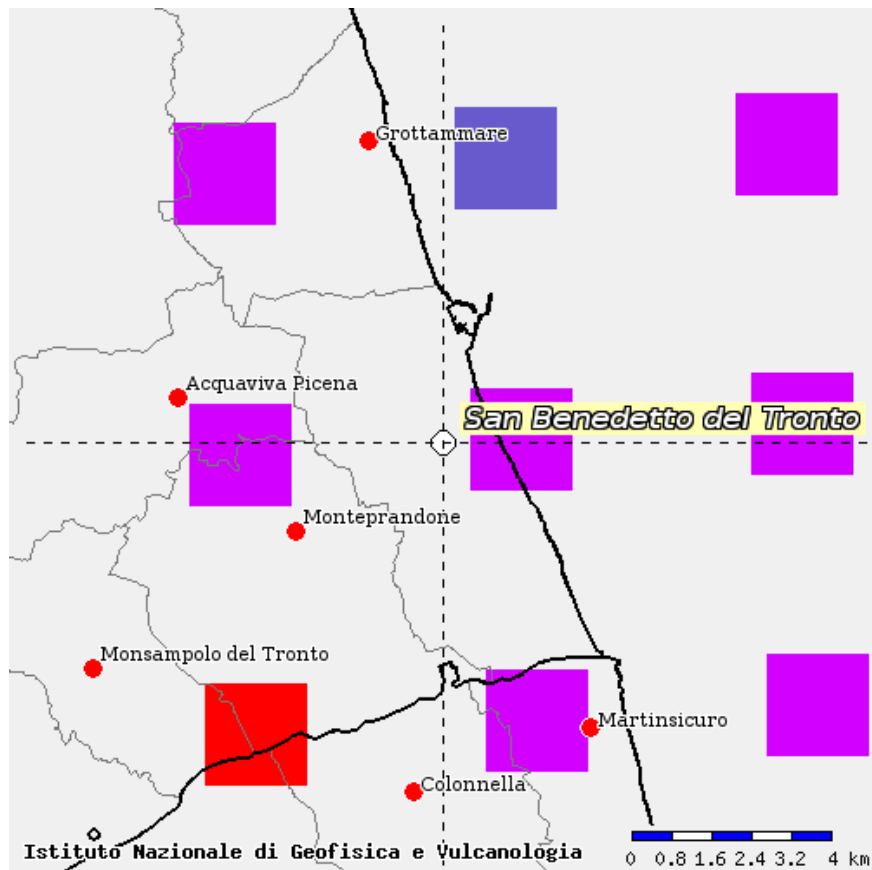 Grottammare
Acquaviva Picena
San Benedetto del Tronto
Monteprandone
Monsampolo del Tronto
Martinsicuro
Colonnella
Istituto Nazionale di Geofisica e Vulcanologia
0 0.8 1.6 2.4 3.2 4 km